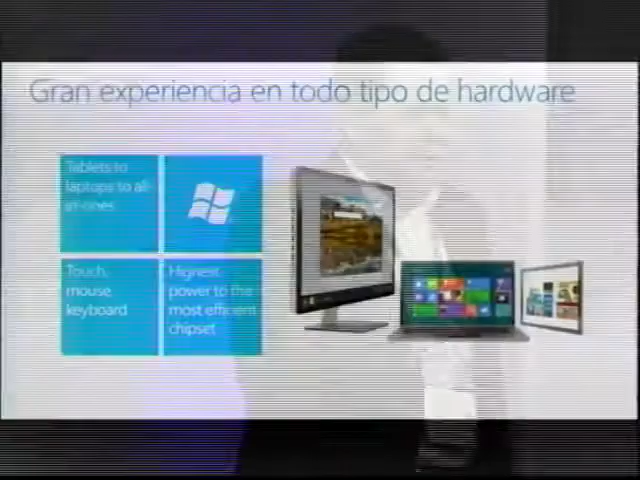 Gran experiencia en todo tipo de hardware
Tablets to
laptops to all-
in-ones
Touch,
mouse
keyboard
Highest
power to the
most efficient
chipset